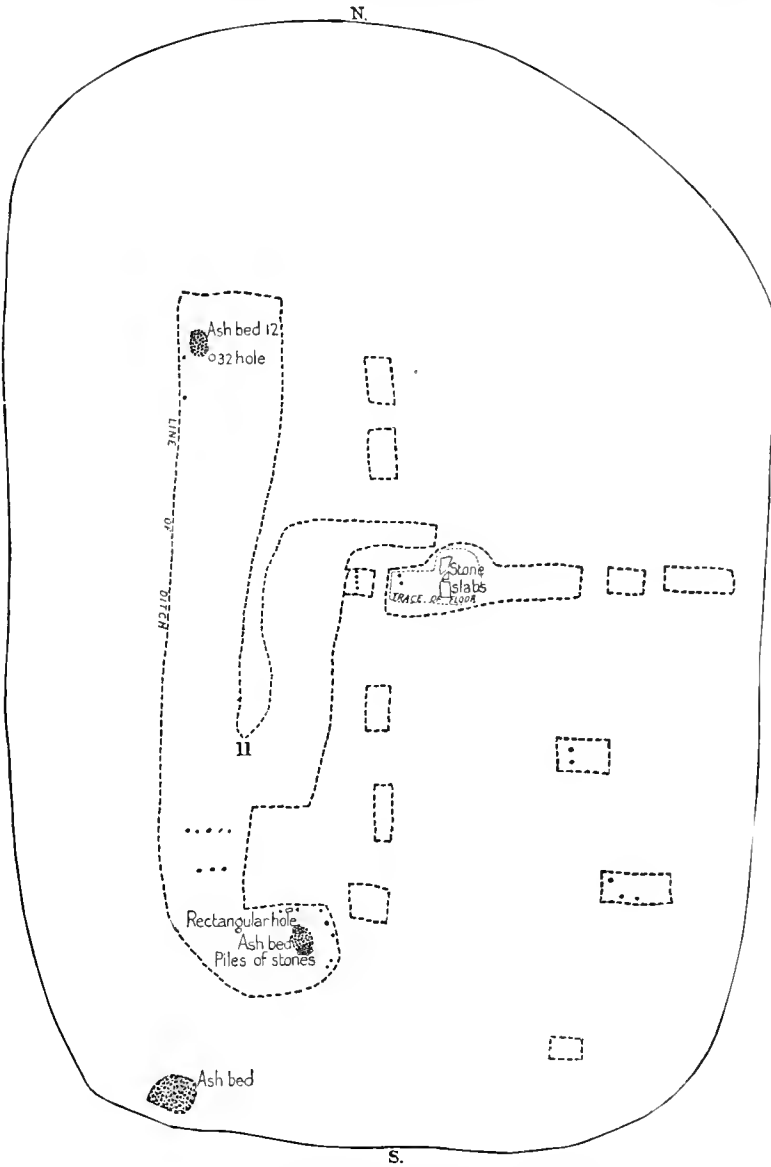 N.
Ash bed 12
32 hole
LINE OF DITCH
Stone
slabs
TRACE OF FLOOR
11
Rectangular hole
Ash bed
Piles of stones
Ash bed
S.